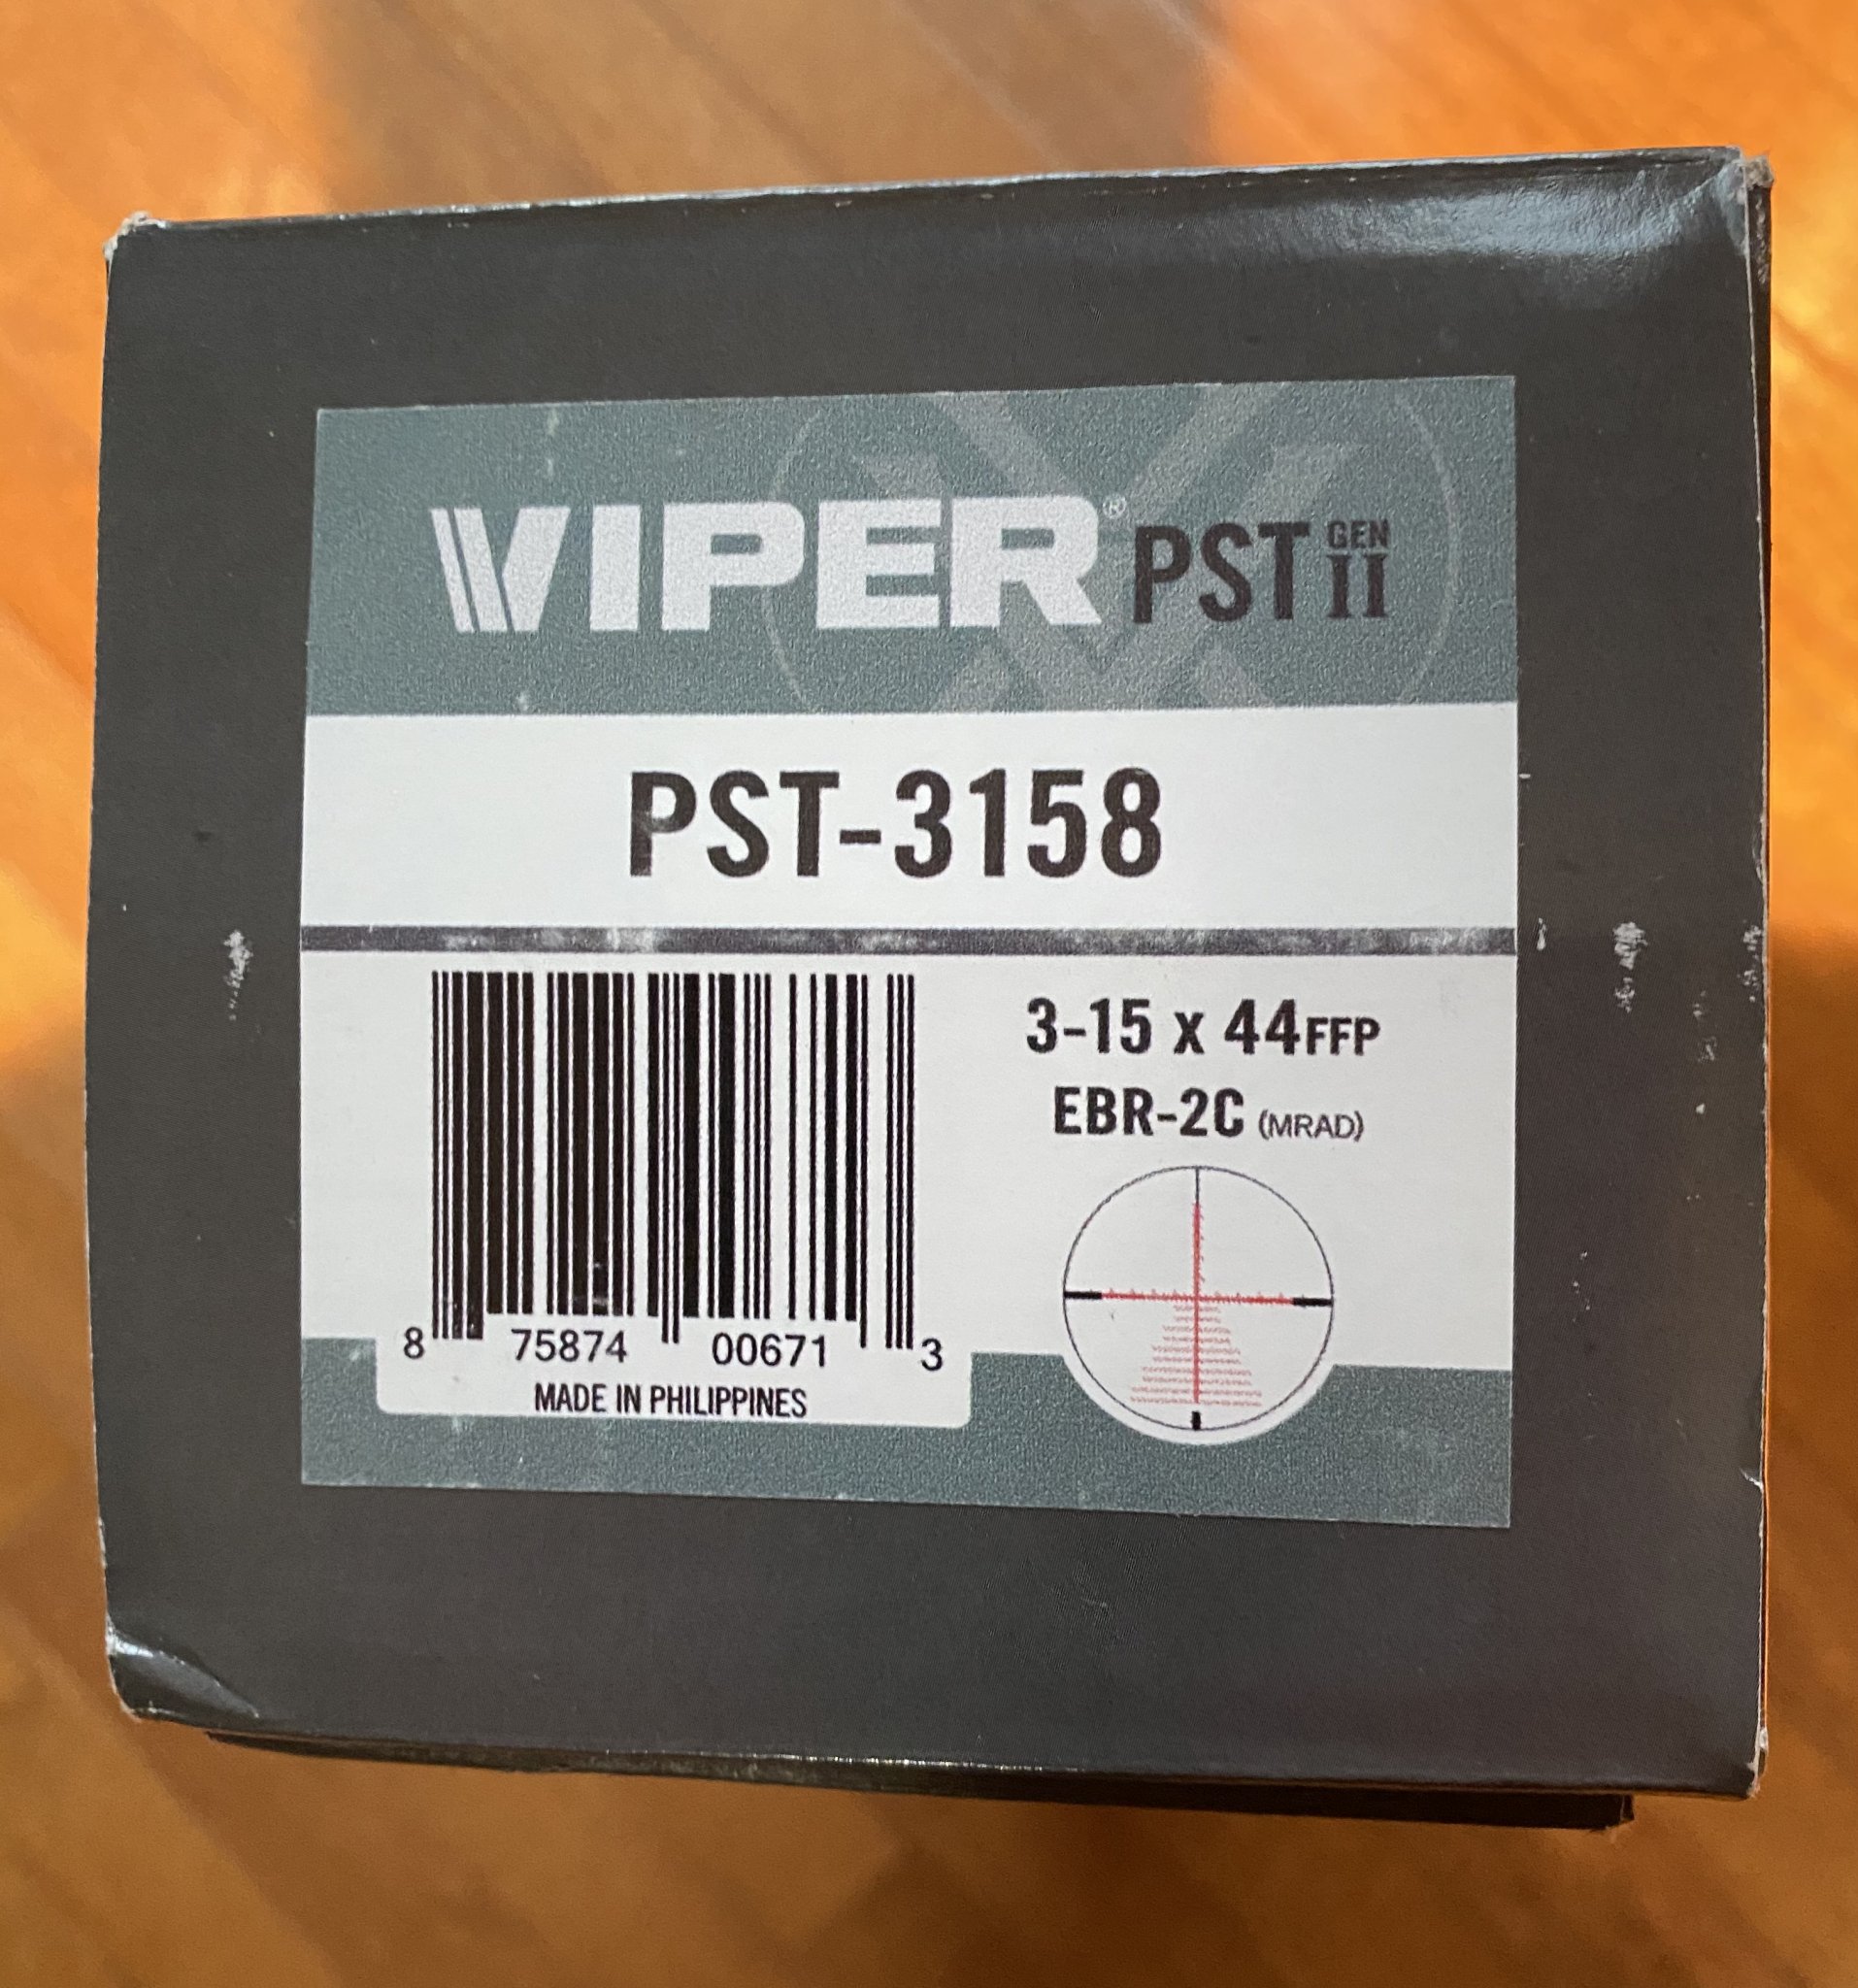 VIPER® PST GEN II
PST-3158
3-15 x 44FFP
EBR-2C (MRAD)
8 75874 00671 3
MADE IN PHILIPPINES